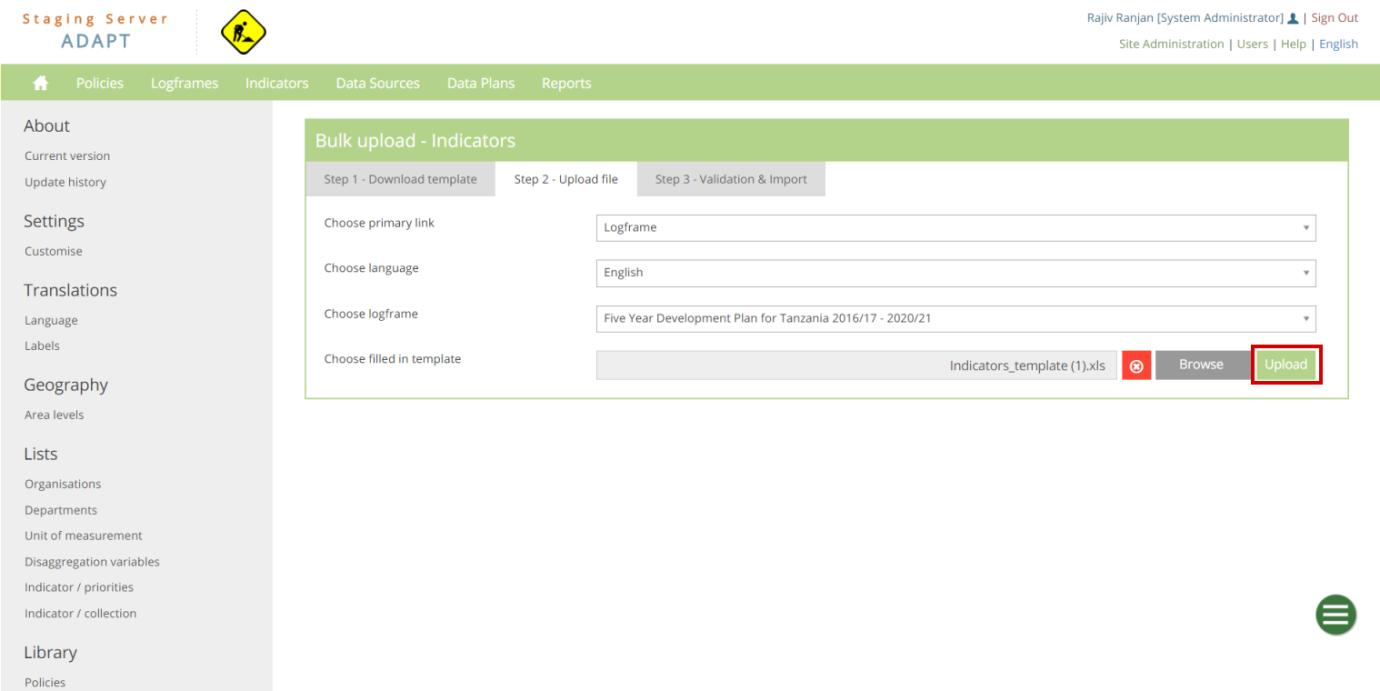 Staging Server
ADAPT
Rajiv Ranjan [System Administrator] | Sign Out
Site Administration | Users | Help | English
Policies Logframes Indicators Data Sources Data Plans Reports
About
Current version
Update history
Settings
Customise
Translations
Language
Labels
Geography
Area levels
Lists
Organisations
Departments
Unit of measurement
Disaggregation variables
Indicator / priorities
Indicator / collection
Library
Policies
Bulk upload - Indicators
Step 1 - Download template Step 2 - Upload file Step 3 - Validation & Import
Choose primary link Logframe
Choose language English
Choose logframe Five Year Development Plan for Tanzania 2016/17 - 2020/21
Choose filled in template Indicators_template (1).xls Browse Upload